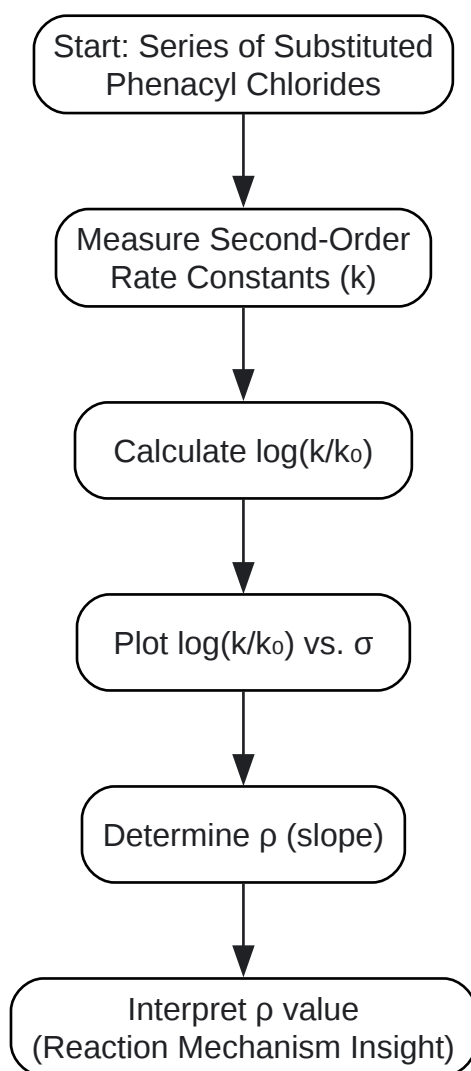 Start: Series of Substituted
Phenacyl Chlorides
Measure Second-Order
Rate Constants (k)
Calculate log(k/k₀)
Plot log(k/k₀) vs. σ
Determine ρ (slope)
Interpret ρ value
(Reaction Mechanism Insight)